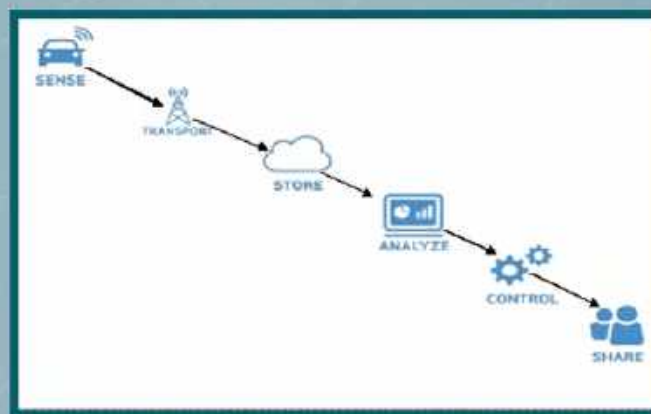 SENSE
TRANSPORT
STORE
ANALYZE
CONTROL
SHARE